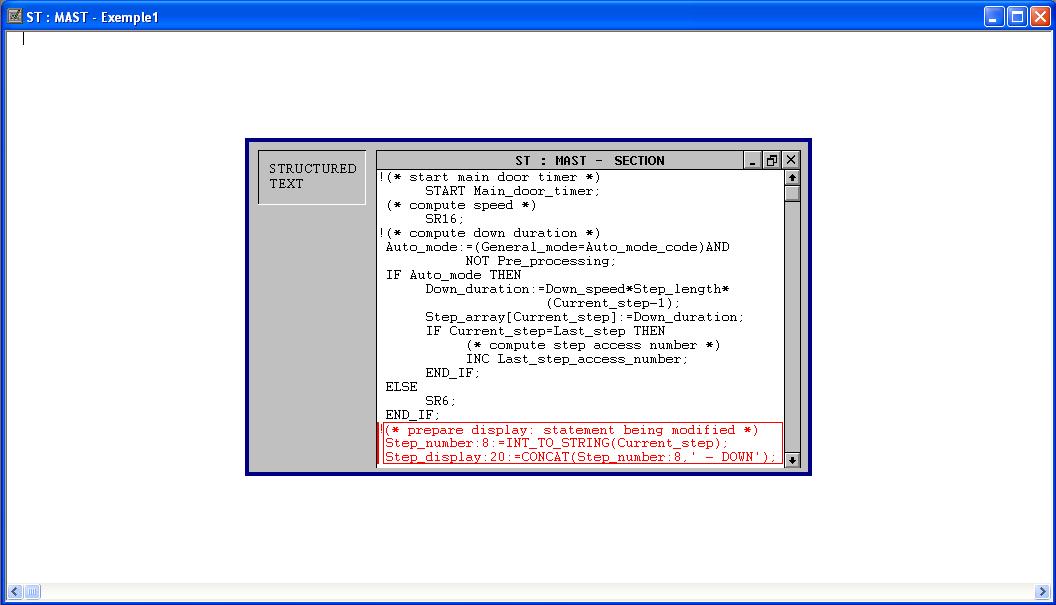 ST : MAST - Exemple1
STRUCTURED
TEXT
ST : MAST - SECTION
!(* start main door timer *)
START Main_door_timer;
(* compute speed *)
SR16;
!(* compute down duration *)
Auto_mode:=(General_mode=Auto_mode_code)AND
NOT Pre_processing;
IF Auto_mode THEN
Down_duration:=Down_speed*Step_length*
(Current_step-1);
Step_array[Current_step]:=Down_duration;
IF Current_step=Last_step THEN
(* compute step access number *)
INC Last_step_access_number;
END_IF;
ELSE
SR6;
END_IF;
!(* prepare display: statement being modified *)
Step_number:8:=INT_TO_STRING(Current_step);
Step_display:20:=CONCAT(Step_number:8,' - DOWN');